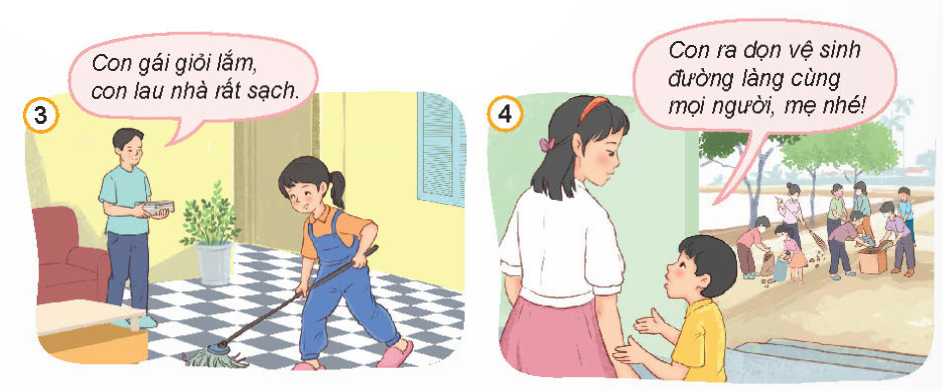 3
Con gái giỏi lắm,
con lau nhà rất sạch.
4
Con ra dọn vệ sinh
đường làng cùng
mọi người, mẹ nhé!